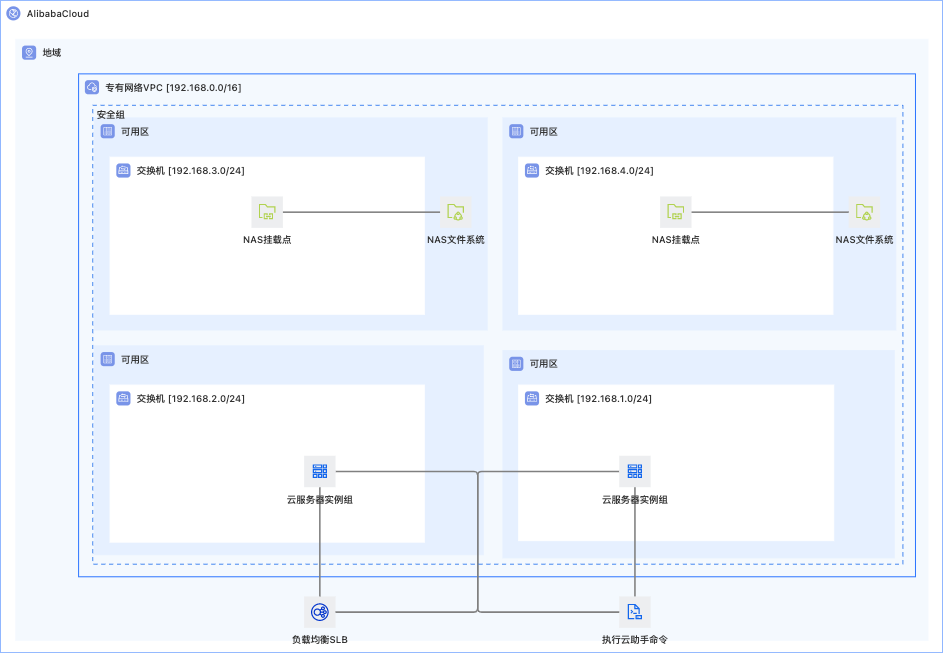 AlibabaCloud
地域
专有网络VPC [192.168.0.0/16]
安全组
可用区
可用区
交换机 [192.168.3.0/24]
交换机 [192.168.4.0/24]
NAS挂载点
NAS文件系统
NAS挂载点
NAS文件系统
可用区
可用区
交换机 [192.168.2.0/24]
交换机 [192.168.1.0/24]
云服务器实例组
云服务器实例组
负载均衡SLB
执行云助手命令